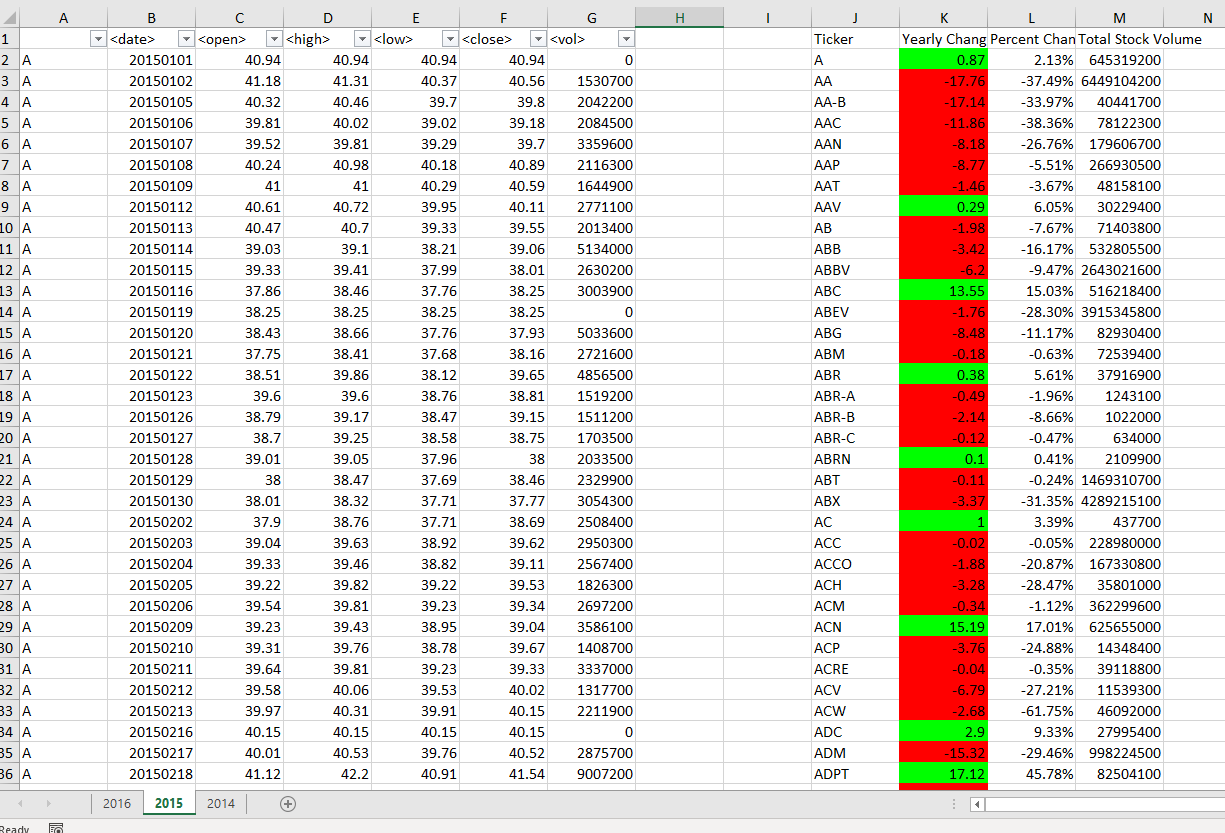 A B C D E F G H I J K L M N
1 <date> <open> <high> <low> <close> <vol> Ticker Yearly Chang Percent Chan Total Stock Volume
2 A 20150101 40.94 40.94 40.94 40.94 0 A 0.87 2.13% 645319200
3 A 20150102 41.18 41.31 40.37 40.56 1530700 AA -17.76 -37.49% 6449104200
4 A 20150105 40.32 40.46 39.7 39.8 2042200 AA-B -17.14 -33.97% 40441700
5 A 20150106 39.81 40.02 39.02 39.18 2084500 AAC -11.86 -38.36% 78122300
6 A 20150107 39.52 39.81 39.29 39.7 3359600 AAN -8.18 -26.76% 179606700
7 A 20150108 40.24 40.98 40.18 40.89 2116300 AAP -8.77 -5.51% 266930500
8 A 20150109 41 41 40.29 40.59 1644900 AAT -1.46 -3.67% 48158100
9 A 20150112 40.61 40.72 39.95 40.11 2771100 AAV 0.29 6.05% 30229400
10 A 20150113 40.47 40.7 39.33 39.55 2013400 AB -1.98 -7.67% 71403800
11 A 20150114 39.03 39.1 38.21 39.06 5134000 ABB -3.42 -16.17% 532805500
12 A 20150115 39.33 39.41 37.99 38.01 2630200 ABBV -6.2 -9.47% 2643021600
13 A 20150116 37.86 38.46 37.76 38.25 3003900 ABC 13.55 15.03% 516218400
14 A 20150119 38.25 38.25 38.25 38.25 0 ABEV -1.76 -28.30% 3915345800
15 A 20150120 38.43 38.66 37.76 37.93 5033600 ABG -8.48 -11.17% 82930400
16 A 20150121 37.75 38.41 37.68 38.16 2721600 ABM -0.18 -0.63% 72539400
17 A 20150122 38.51 39.86 38.12 39.65 4856500 ABR 0.38 5.61% 37916900
18 A 20150123 39.6 39.6 38.76 38.81 1519200 ABR-A -0.49 -1.96% 1243100
19 A 20150126 38.79 39.17 38.47 39.15 1511200 ABR-B -2.14 -8.66% 1022000
20 A 20150127 38.7 39.25 38.58 38.75 1703500 ABR-C -0.12 -0.47% 634000
21 A 20150128 39.01 39.05 37.96 38 2033500 ABRN 0.1 0.41% 2109900
22 A 20150129 38 38.47 37.69 38.46 2329900 ABT -0.11 -0.24% 1469310700
23 A 20150130 38.01 38.32 37.71 37.77 3054300 ABX -3.37 -31.35% 4289215100
24 A 20150202 37.9 38.76 37.71 38.69 2508400 AC 1 3.39% 437700
25 A 20150203 39.04 39.63 38.92 39.62 2950300 ACC -0.02 -0.05% 228980000
26 A 20150204 39.33 39.46 38.82 39.11 2567400 ACCO -1.88 -20.87% 167330800
27 A 20150205 39.22 39.82 39.22 39.53 1826300 ACH -3.28 -28.47% 35801000
28 A 20150206 39.54 39.81 39.23 39.34 2697200 ACM -0.34 -1.12% 362299600
29 A 20150209 39.23 39.43 38.95 39.04 3586100 ACN 15.19 17.01% 625655000
30 A 20150210 39.31 39.76 38.78 39.67 1408700 ACP -3.76 -24.88% 14348400
31 A 20150211 39.64 39.81 39.23 39.33 3337000 ACRE -0.04 -0.35% 39118800
32 A 20150212 39.58 40.06 39.53 40.02 1317700 ACV -6.79 -27.21% 11539300
33 A 20150213 39.97 40.31 39.91 40.15 2211900 ACW -2.68 -61.75% 46092000
34 A 20150216 40.15 40.15 40.15 40.15 0 ADC 2.9 9.33% 27995400
35 A 20150217 40.01 40.53 39.76 40.52 2875700 ADM -15.32 -29.46% 998224500
36 A 20150218 41.12 42.2 40.91 41.54 9007200 ADPT 17.12 45.78% 82504100
2016 2015 2014
Ready